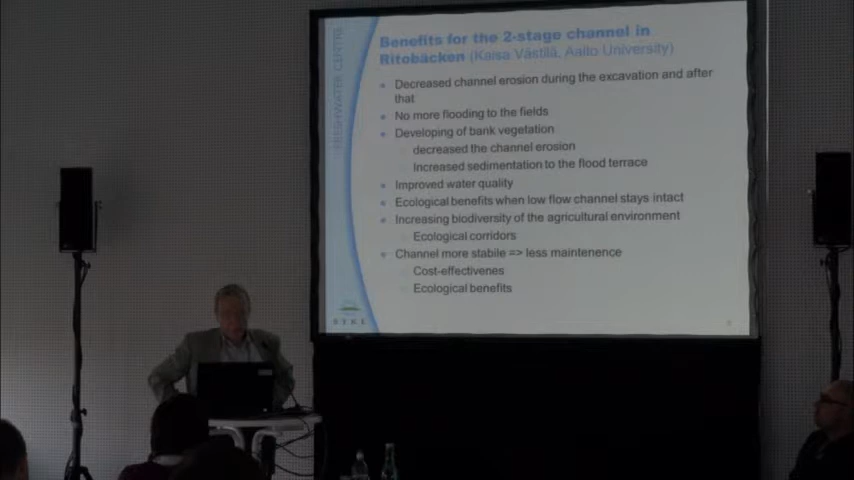 FRESHWATER CENTRE
Benefits for the 2-stage channel in
Ritobäcken (Kaisa Västilä, Aalto University)
Decreased channel erosion during the excavation and after
that
No more flooding to the fields
Developing of bank vegetation
decreased the channel erosion
Increased sedimentation to the flood terrace
Improved water quality
Ecological benefits when low flow channel stays intact
Increasing biodiversity of the agricultural environment
Ecological corridors
Channel more stabile => less maintenence
Cost-effectivenes
Ecological benefits
SYKE